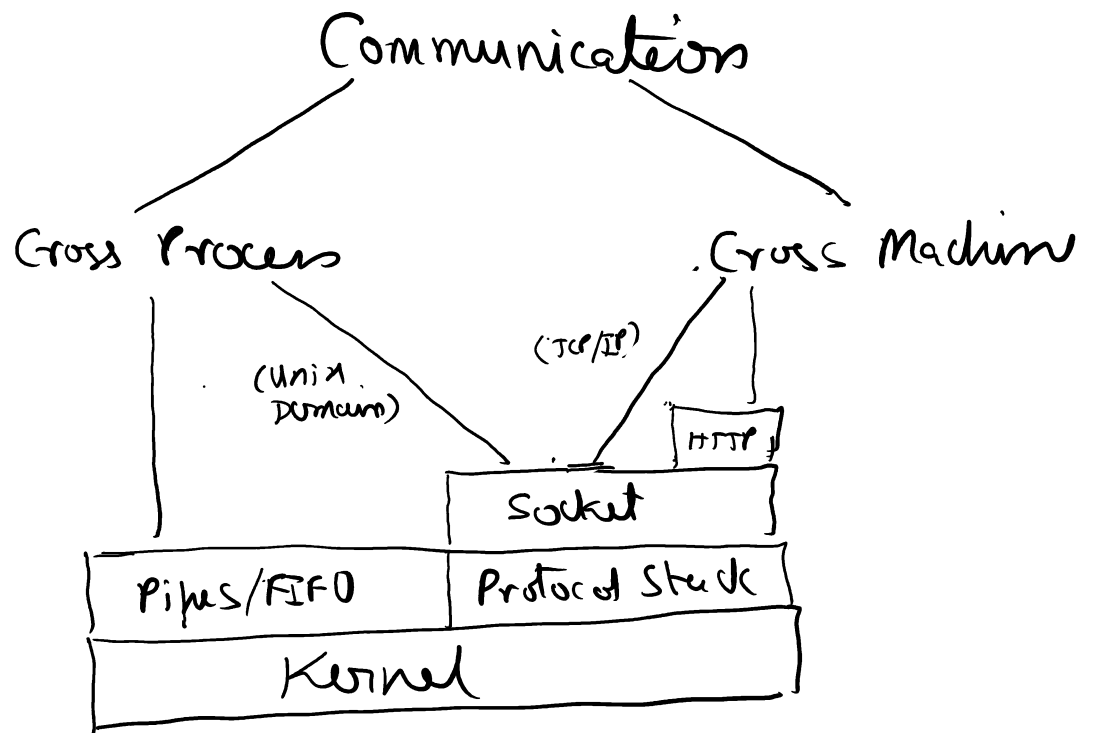 Communication
Cross Process
Cross Machine
(TCP/IP)
(Unix
Domain)
HTTP
Socket
Pipes/FIFO
Protocol Stack
Kernel